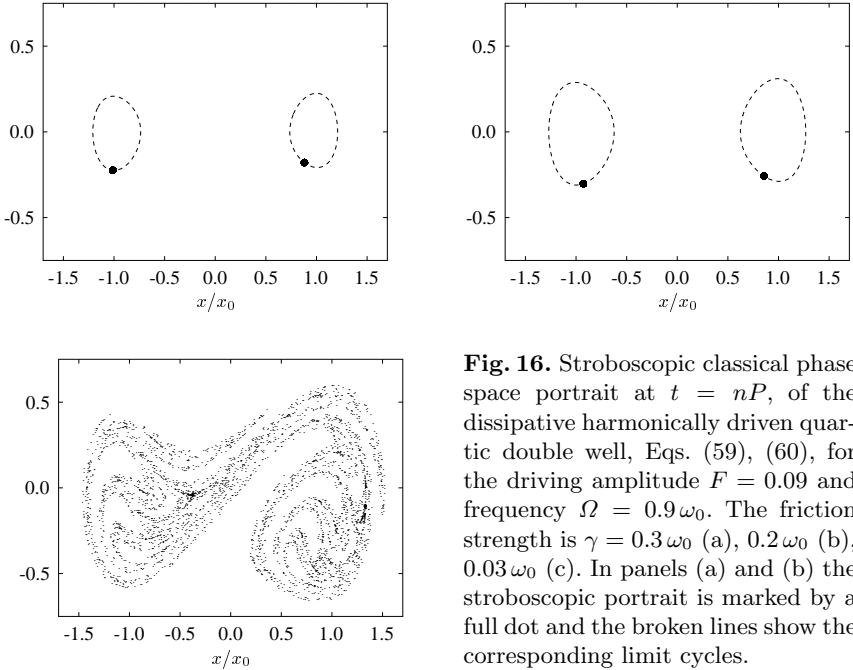 0.5
0.0
-0.5
-1.5 -1.0 -0.5 0.0 0.5 1.0 1.5
x/x₀
0.5
0.0
-0.5
-1.5 -1.0 -0.5 0.0 0.5 1.0 1.5
x/x₀
0.5
0.0
-0.5
-1.5 -1.0 -0.5 0.0 0.5 1.0 1.5
x/x₀
Fig. 16. Stroboscopic classical phase
space portrait at t = nP, of the
dissipative harmonically driven quar-
tic double well, Eqs. (59), (60), for
the driving amplitude F = 0.09 and
frequency Ω = 0.9 ω₀. The friction
strength is γ = 0.3 ω₀ (a), 0.2 ω₀ (b),
0.03 ω₀ (c). In panels (a) and (b) the
stroboscopic portrait is marked by a
full dot and the broken lines show the
corresponding limit cycles.